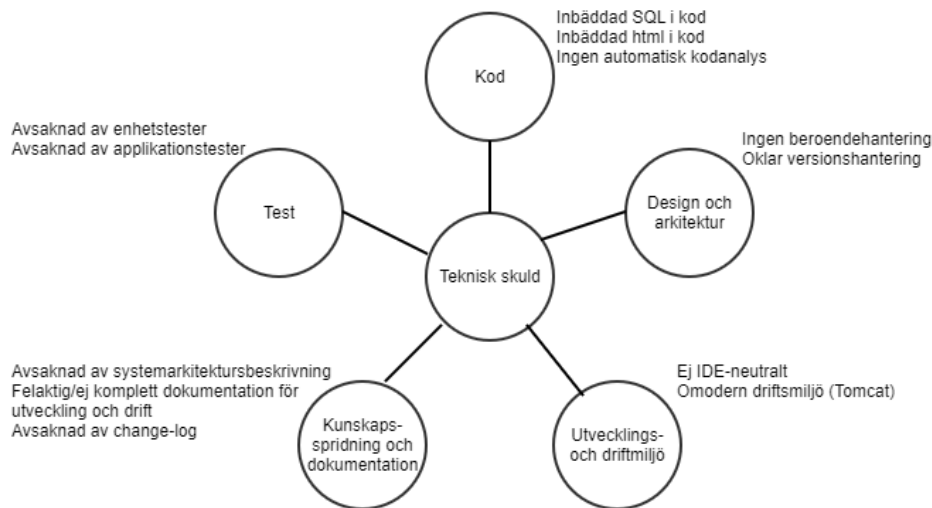 Inbäddad SQL i kod
Inbäddad html i kod
Ingen automatisk kodanalys
Kod
Avsaknad av enhetstester
Avsaknad av applikationstester
Test
Ingen beroendehantering
Oklar versionshantering
Design och
arkitektur
Teknisk skuld
Avsaknad av systemarkitektursbeskrivning
Felaktig/ej komplett dokumentation för
utveckling och drift
Avsaknad av change-log
Kunskaps-
spridning och
dokumentation
Ej IDE-neutralt
Omodern driftsmiljö (Tomcat)
Utvecklings-
och driftmiljö